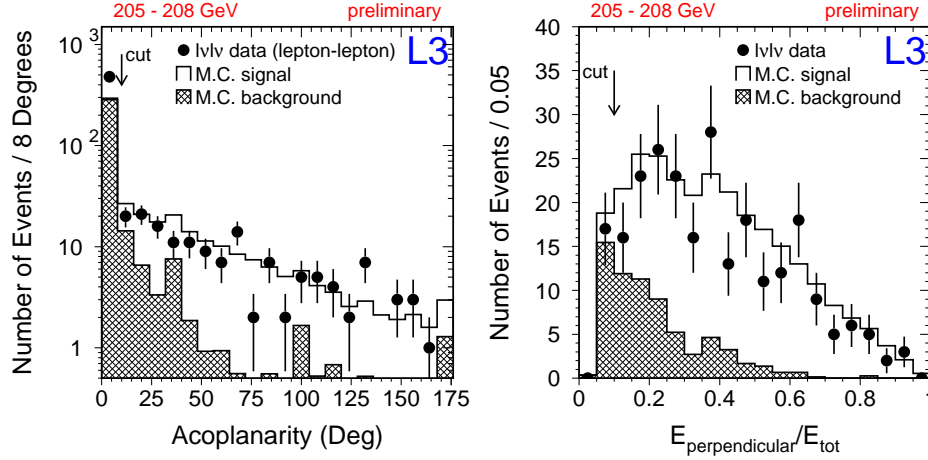 205 - 208 GeV preliminary
L3
cut
lνlν data (lepton-lepton)
M.C. signal
M.C. background
Number of Events / 8 Degrees
10 3
10 2
10
1
0 25 50 75 100 125 150 175
Acoplanarity (Deg)
205 - 208 GeV preliminary
L3
cut
lνlν data
M.C. signal
M.C. background
Number of Events / 0.05
40
35
30
25
20
15
10
5
0
0 0.2 0.4 0.6 0.8 1
E perpendicular/E tot